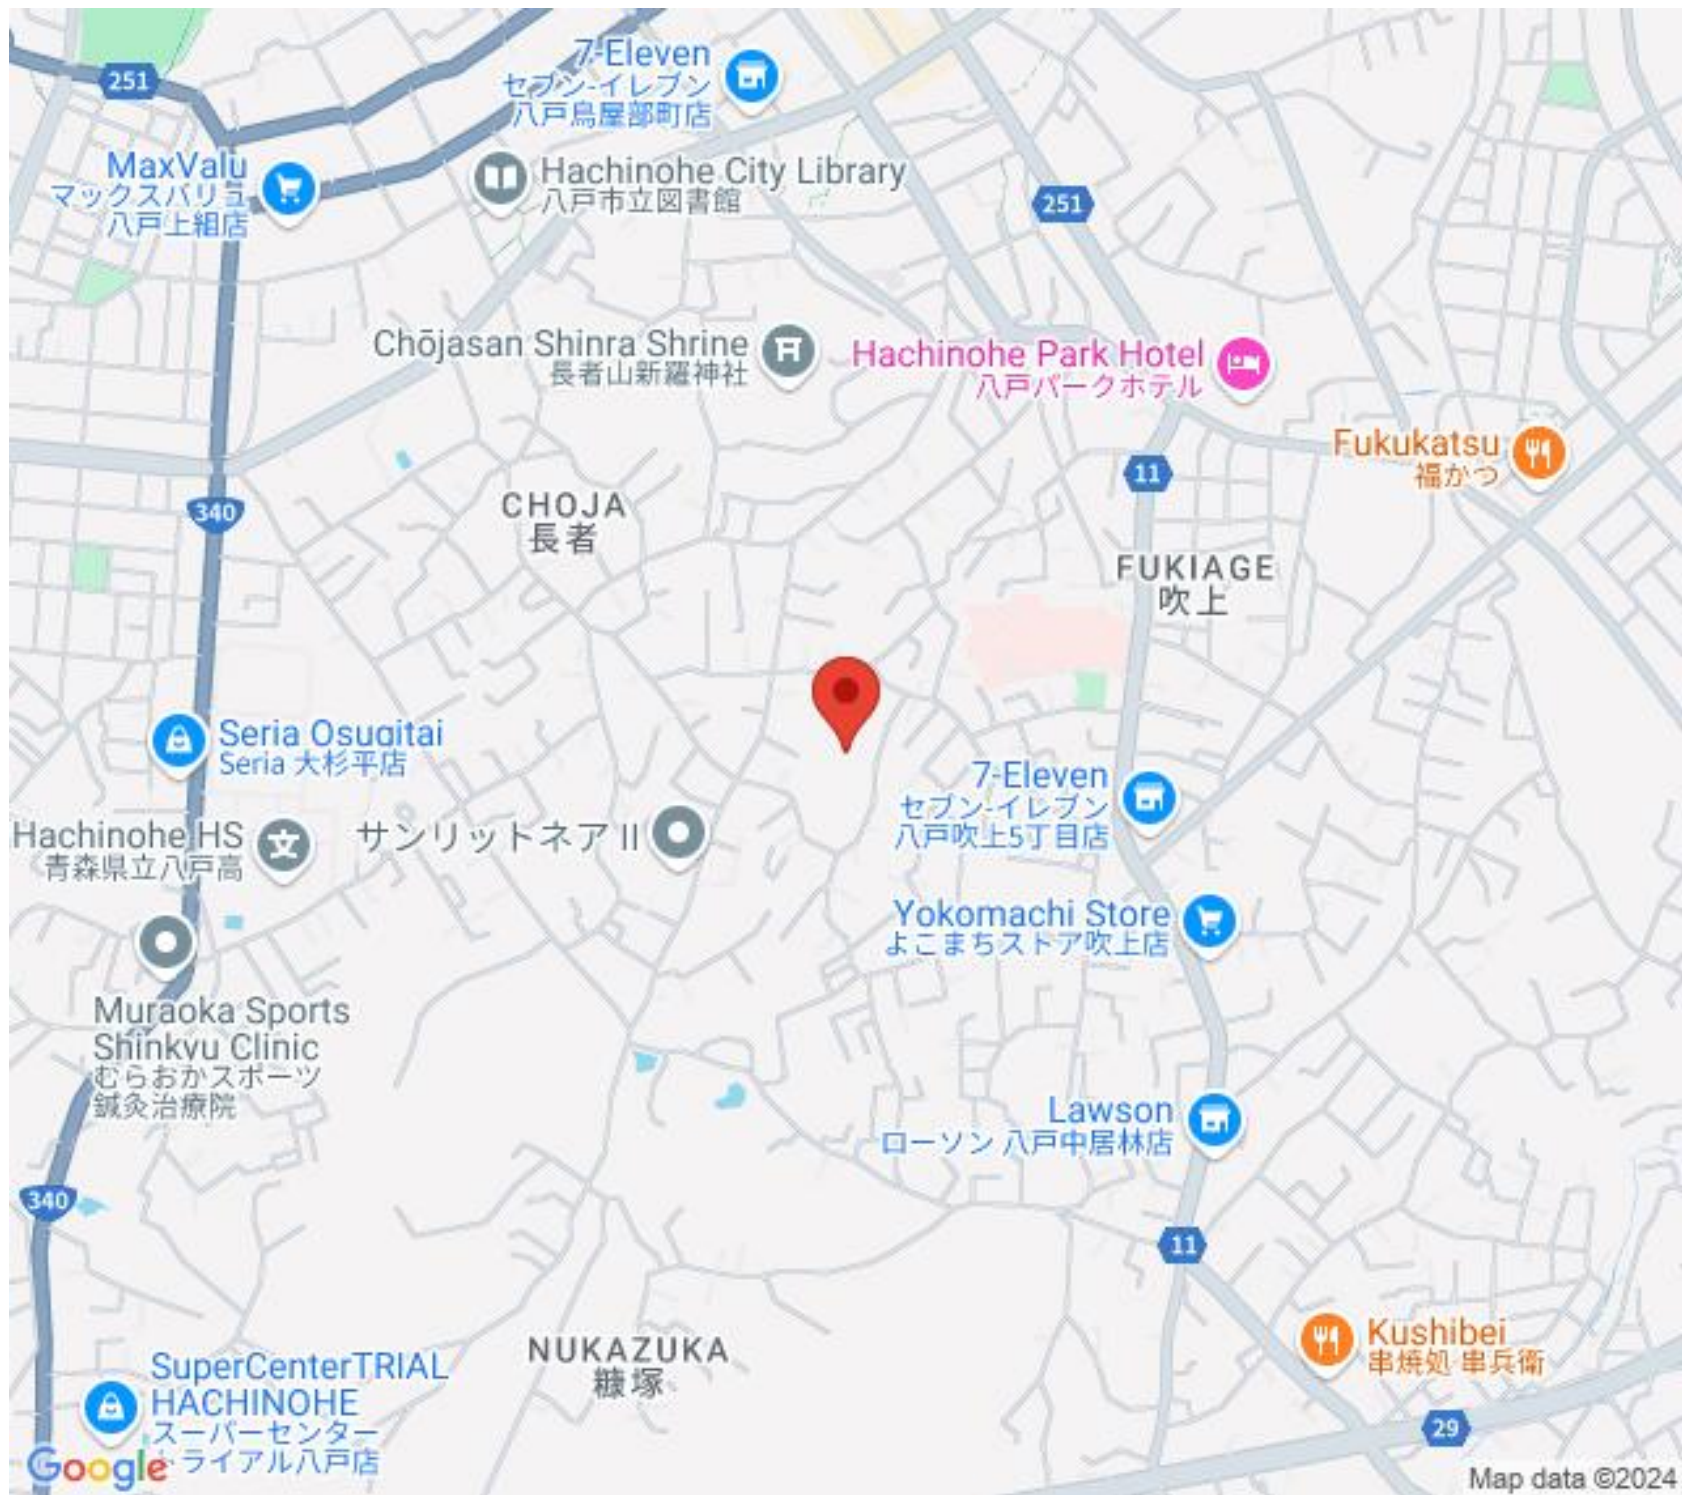 7-Eleven
セブン-イレブン
八戸鳥屋部町店
251
MaxValu
マックスバリュ
八戸上組店
Hachinohe City Library
八戸市立図書館
251
Chōjasan Shinra Shrine
長者山新羅神社
Hachinohe Park Hotel
八戸パークホテル
Fukukatsu
福かつ
11
340
CHOJA
長者
FUKIAGE
吹上
Seria Osugitai
Seria 大杉平店
7-Eleven
セブン-イレブン
八戸吹上5丁目店
Hachinohe HS
青森県立八戸高
サンリットネアⅡ
Yokomachi Store
よこまちストア吹上店
Muraoka Sports
Shinkyu Clinic
むらおかスポーツ
鍼灸治療院
Lawson
ローソン 八戸中居林店
340
11
Kushibei
串焼処 串兵衛
NUKAZUKA
糠塚
SuperCenterTRIAL
HACHINOHE
スーパーセンター
トライアル八戸店
29
Google
Map data ©2024